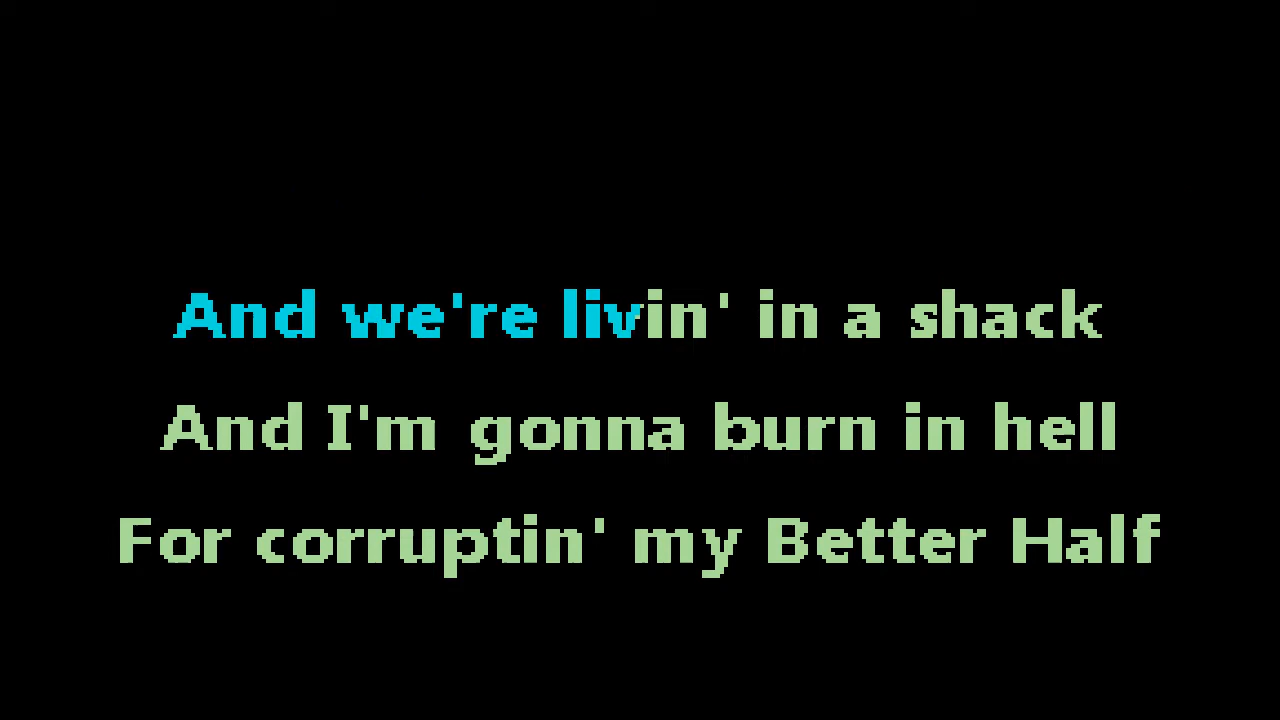 And we're livin' in a shack
And I'm gonna burn in hell
For corruptin' my Better Half